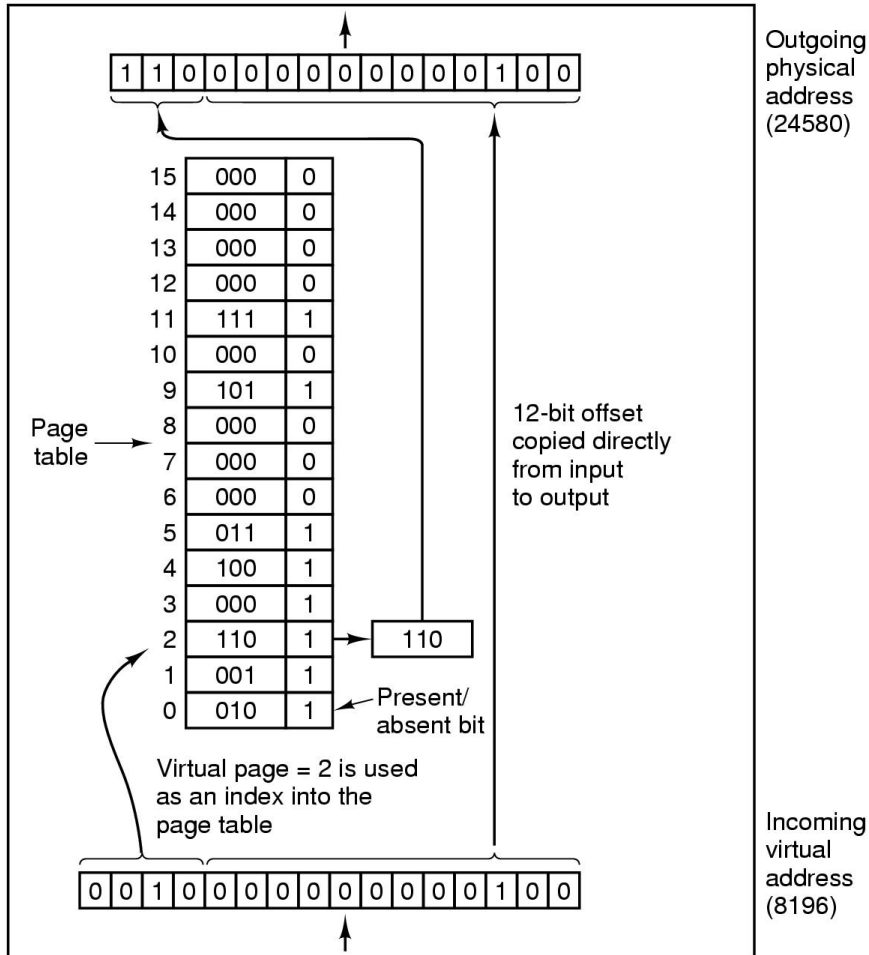 Outgoing
physical
address
(24580)
1 1 0 0 0 0 0 0 0 0 0 0 1 0 0
15 000 0
14 000 0
13 000 0
12 000 0
11 111 1
10 000 0
9 101 1
8 000 0
7 000 0
6 000 0
5 011 1
4 100 1
3 000 1
2 110 1
1 001 1
0 010 1
110
Page
table
12-bit offset
copied directly
from input
to output
Present/
absent bit
Virtual page = 2 is used
as an index into the
page table
0 0 1 0 0 0 0 0 0 0 0 0 0 1 0 0
Incoming
virtual
address
(8196)